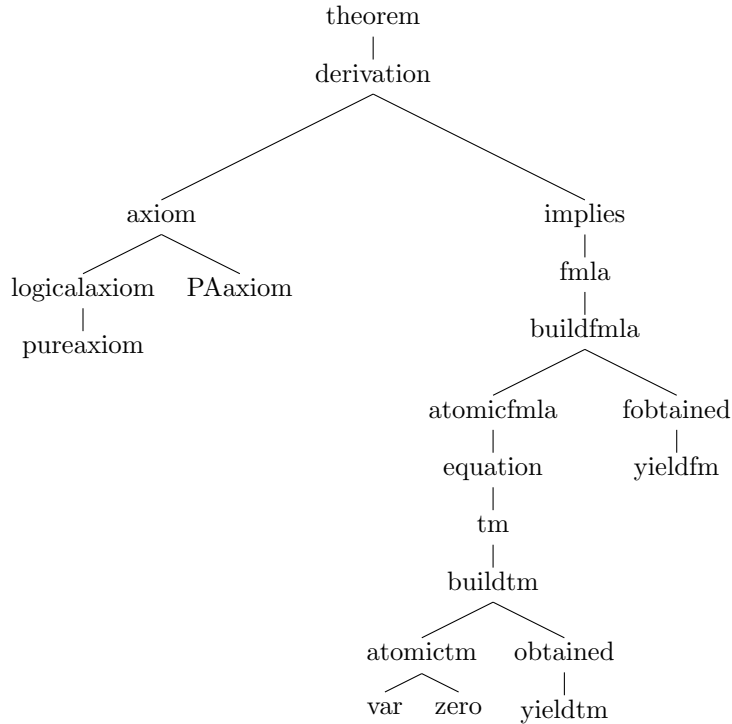 theorem
derivation
axiom implies
fmla
logicalaxiom PAaxiom
buildfmla
pureaxiom
atomicfmla fobtained
equation yieldfm
tm
buildtm
atomictm obtained
var zero yieldtm